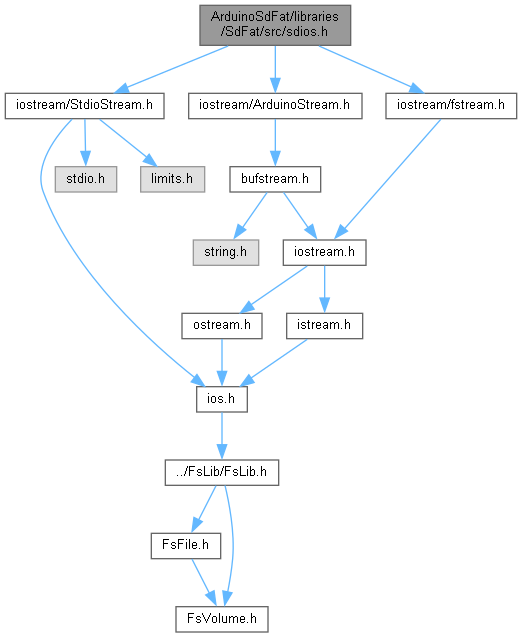 ArduinoSdFat/libraries
/SdFat/src/sdios.h
iostream/StdioStream.h
iostream/ArduinoStream.h
iostream/fstream.h
stdio.h
limits.h
bufstream.h
string.h
iostream.h
ostream.h
istream.h
ios.h
../FsLib/FsLib.h
FsFile.h
FsVolume.h